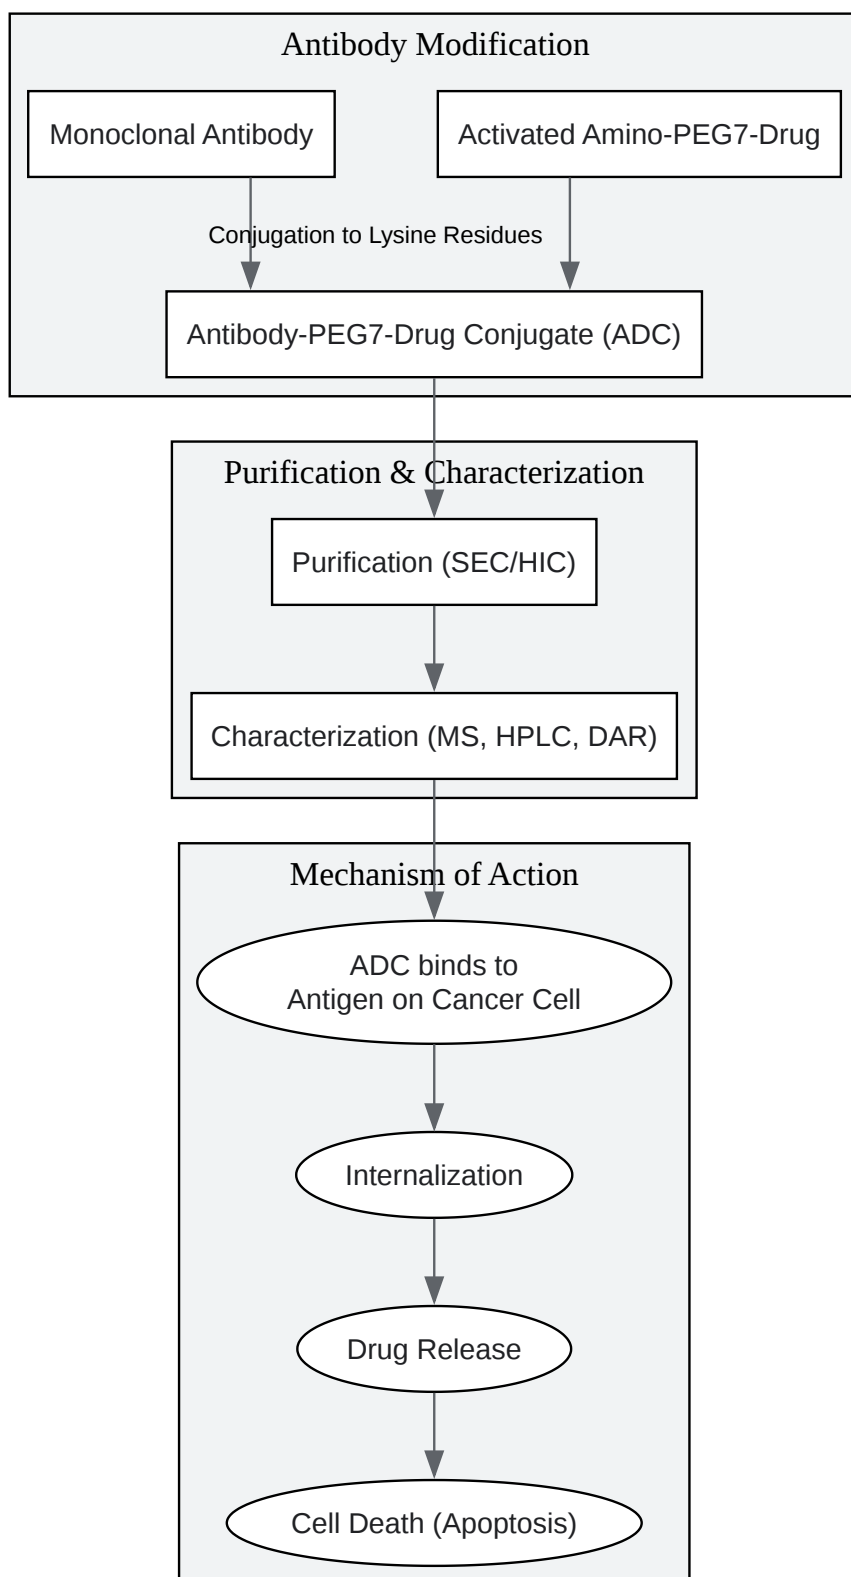 Antibody Modification
Monoclonal Antibody
Activated Amino-PEG7-Drug
Conjugation to Lysine Residues
Antibody-PEG7-Drug Conjugate (ADC)
Purification & Characterization
Purification (SEC/HIC)
Characterization (MS, HPLC, DAR)
Mechanism of Action
ADC binds to
Antigen on Cancer Cell
Internalization
Drug Release
Cell Death (Apoptosis)